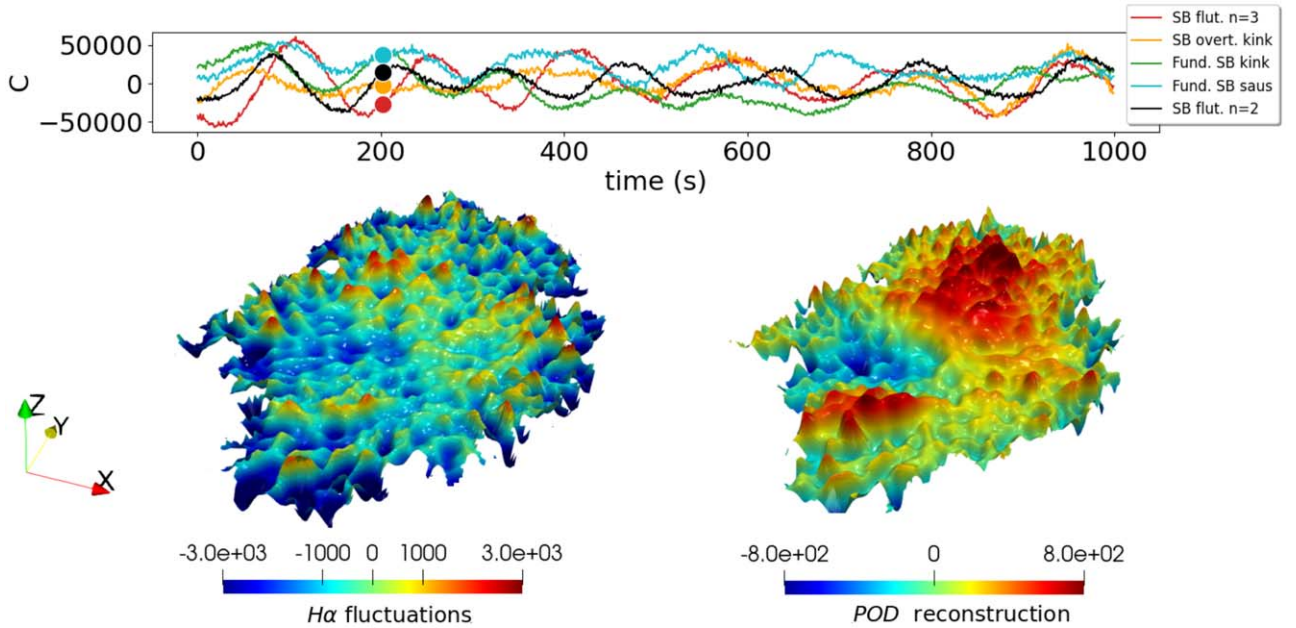 SB flut. n=3
SB overt. kink
Fund. SB kink
Fund. SB saus
SB flut. n=2
50000
0
−50000
C
0 200 400 600 800 1000
time (s)
Z
Y
X
-3.0e+03 -1000 0 1000 3.0e+03
Hα fluctuations
-8.0e+02 0 8.0e+02
POD reconstruction